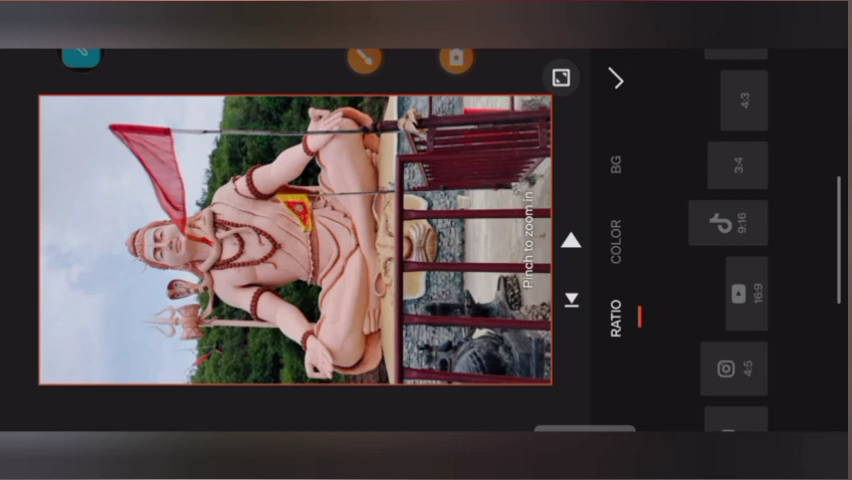 Pinch to zoom in
RATIO
COLOR
BG
4:5
16:9
9:16
3:4
4:3